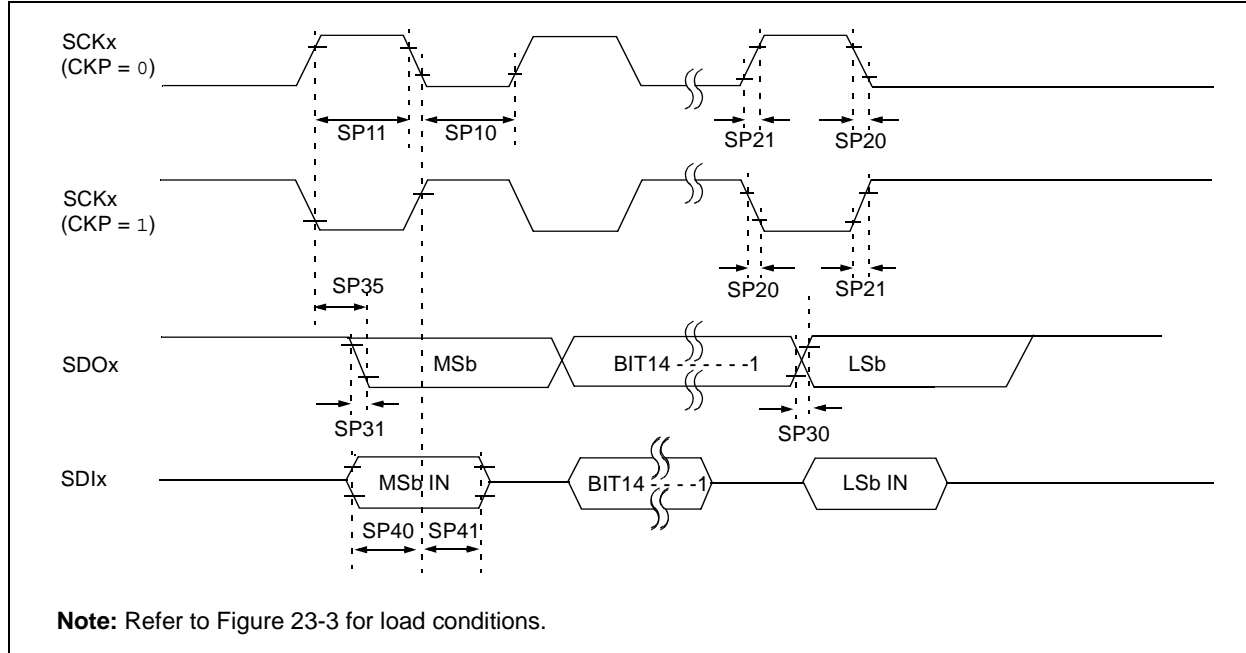 SCKx
(CKP = 0)
SP11
SP10
SP21
SP20
SCKx
(CKP = 1)
SP35
SP20
SP21
SDOx
MSb
BIT14 - - - - - -1
LSb
SP31
SP30
SDIx
MSb IN
BIT14 - - - -1
LSb IN
SP40
SP41
Note: Refer to Figure 23-3 for load conditions.